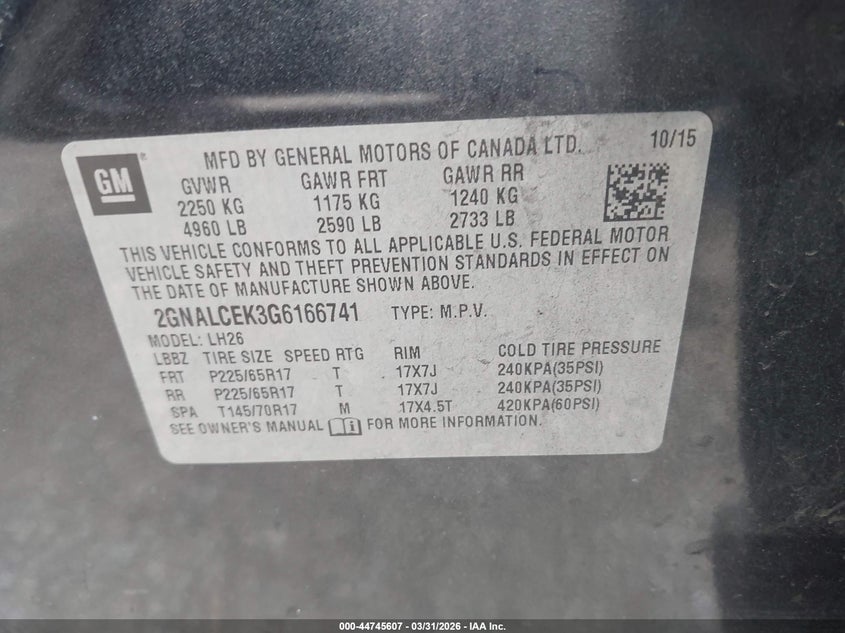 GM ®
MFD BY GENERAL MOTORS OF CANADA LTD. 10/15
GVWR GAWR FRT GAWR RR
2250 KG 1175 KG 1240 KG
4960 LB 2590 LB 2733 LB
THIS VEHICLE CONFORMS TO ALL APPLICABLE U.S. FEDERAL MOTOR
VEHICLE SAFETY AND THEFT PREVENTION STANDARDS IN EFFECT ON
THE DATE OF MANUFACTURE SHOWN ABOVE.
2GNALCEK3G6166741 TYPE: M.P.V.
MODEL: LH26
LBBZ TIRE SIZE SPEED RTG RIM COLD TIRE PRESSURE
FRT P225/65R17 T 17X7J 240KPA(35PSI)
RR P225/65R17 T 17X7J 240KPA(35PSI)
SPA T145/70R17 M 17X4.5T 420KPA(60PSI)
SEE OWNER'S MANUAL i FOR MORE INFORMATION.
000-44745607 - 03/31/2026 - IAA Inc.